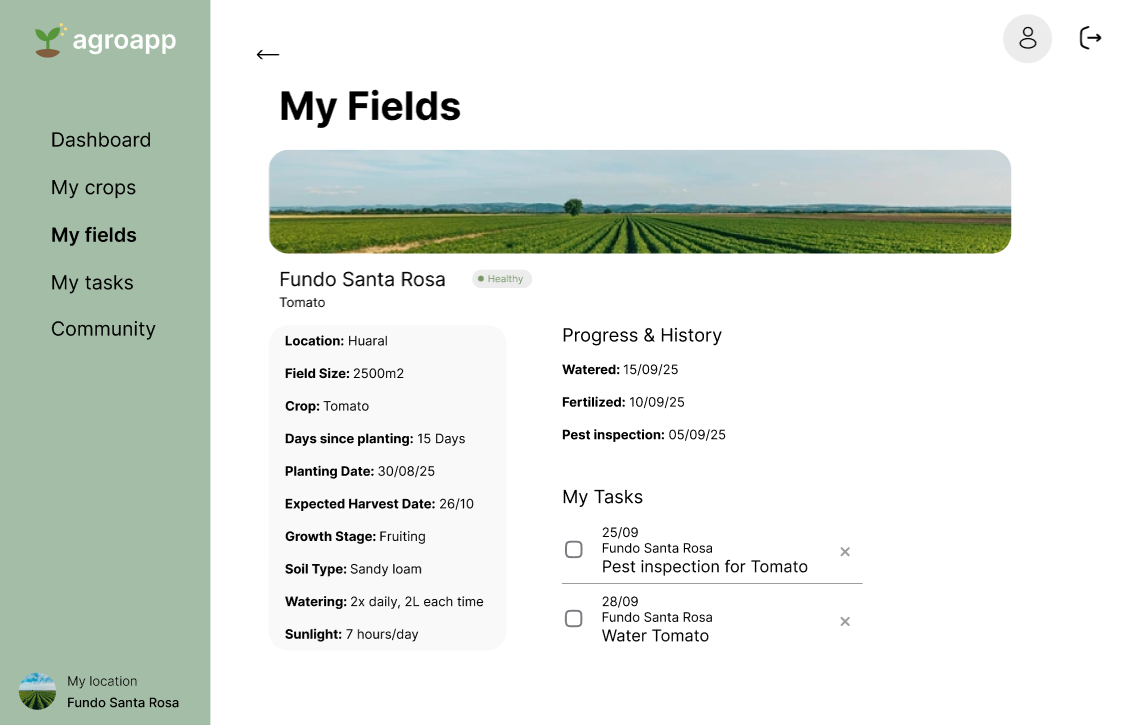 agroapp
Dashboard
My crops
My fields
My tasks
Community
My location
Fundo Santa Rosa
My Fields
Fundo Santa Rosa
Healthy
Tomato
Location: Huaral
Field Size: 2500m2
Crop: Tomato
Days since planting: 15 Days
Planting Date: 30/08/25
Expected Harvest Date: 26/10
Growth Stage: Fruiting
Soil Type: Sandy loam
Watering: 2x daily, 2L each time
Sunlight: 7 hours/day
Progress & History
Watered: 15/09/25
Fertilized: 10/09/25
Pest inspection: 05/09/25
My Tasks
25/09
Fundo Santa Rosa
Pest inspection for Tomato
28/09
Fundo Santa Rosa
Water Tomato